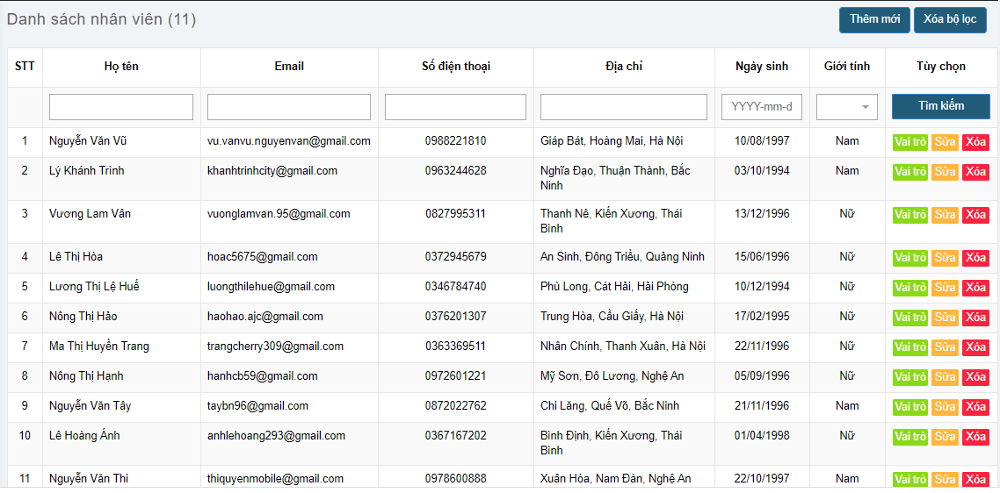 Danh sách nhân viên (11)
Thêm mới
Xóa bộ lọc
STT Họ tên Email Số điện thoại Địa chỉ Ngày sinh Giới tính Tùy chọn
YYYY-mm-d Tìm kiếm
1 Nguyễn Văn Vũ vu.vanvu.nguyenvan@gmail.com 0988221810 Giáp Bát, Hoàng Mai, Hà Nội 10/08/1997 Nam Vai trò Sửa Xóa
2 Lý Khánh Trình khanhtrinhcity@gmail.com 0963244628 Nghĩa Đạo, Thuận Thành, Bắc 03/10/1994 Nam Vai trò Sửa Xóa
Ninh
3 Vương Lam Vân vuonglamvan.95@gmail.com 0827995311 Thanh Nê, Kiến Xương, Thái 13/12/1996 Nữ Vai trò Sửa Xóa
Bình
4 Lê Thị Hòa hoac5675@gmail.com 0372945679 An Sinh, Đông Triều, Quảng Ninh 15/06/1996 Nữ Vai trò Sửa Xóa
5 Lương Thị Lệ Huế luongthilehue@gmail.com 0346784740 Phù Long, Cát Hải, Hải Phòng 10/12/1994 Nữ Vai trò Sửa Xóa
6 Nông Thị Hảo haohao.ajc@gmail.com 0376201307 Trung Hòa, Cầu Giấy, Hà Nội 17/02/1995 Nữ Vai trò Sửa Xóa
7 Ma Thị Huyền Trang trangcherry309@gmail.com 0363369511 Nhân Chính, Thanh Xuân, Hà Nội 22/11/1996 Nữ Vai trò Sửa Xóa
8 Nông Thị Hạnh hanhcb59@gmail.com 0972601221 Mỹ Sơn, Đô Lương, Nghệ An 05/09/1996 Nữ Vai trò Sửa Xóa
9 Nguyễn Văn Tây taybn96@gmail.com 0872022762 Chi Lăng, Quế Võ, Bắc Ninh 21/11/1996 Nam Vai trò Sửa Xóa
10 Lê Hoàng Ánh anhlehoang293@gmail.com 0367167202 Bình Định, Kiến Xương, Thái 01/04/1998 Nữ Vai trò Sửa Xóa
Bình
11 Nguyễn Văn Thi thiquyenmobile@gmail.com 0978600888 Xuân Hòa, Nam Đàn, Nghệ An 22/10/1997 Nam Vai trò Sửa Xóa